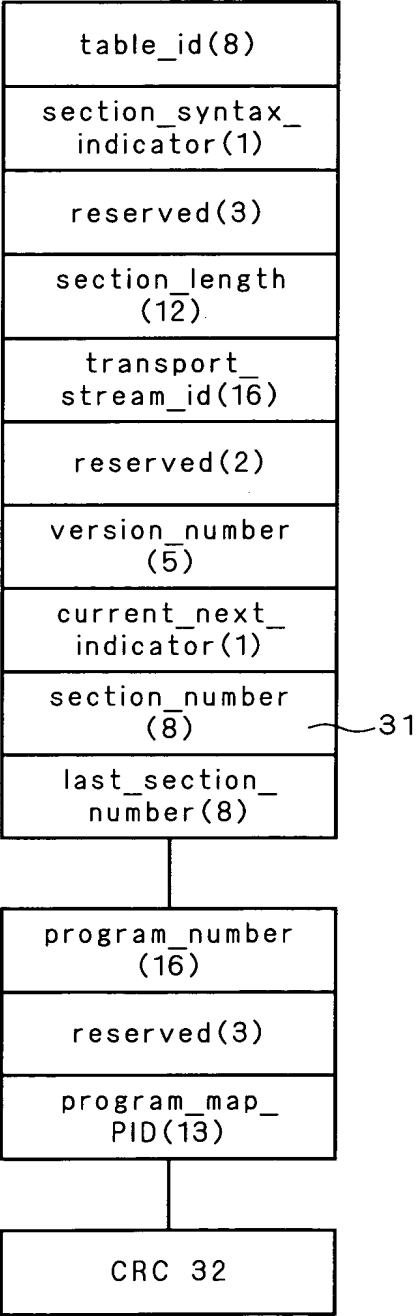 table_id(8)
section_syntax_
indicator(1)
reserved(3)
section_length
(12)
transport_
stream_id(16)
reserved(2)
version_number
(5)
current_next_
indicator(1)
section_number
(8)
31
last_section_
number(8)
program_number
(16)
reserved(3)
program_map_
PID(13)
CRC 32